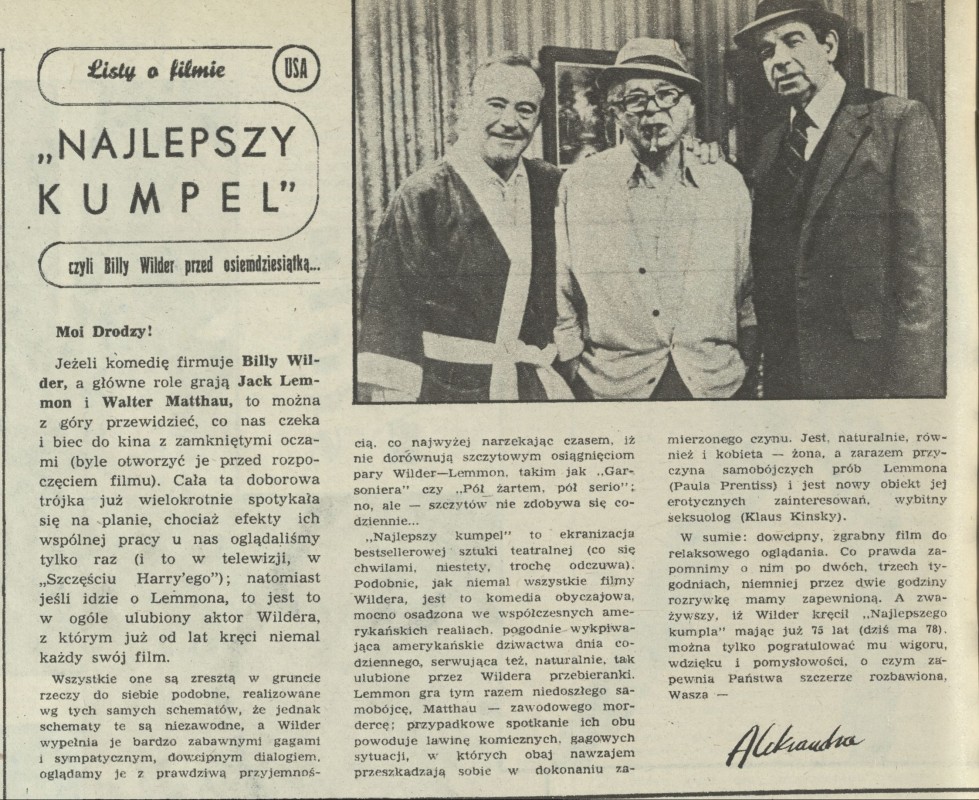 Listy o filmie
USA
„NAJLEPSZY
KUMPEL”
czyli Billy Wilder przed osiemdziesiątką...
Moi Drodzy!
Jeżeli komedię firmuje Billy Wil-
der, a główne role grają Jack Lem-
mon i Walter Matthau, to można
z góry przewidzieć, co nas czeka
i biec do kina z zamkniętymi ocza-
mi (byle otworzyć je przed rozpo-
częciem filmu). Cała ta doborowa
trójka już wielokrotnie spotykała
się na planie, chociaż efekty ich
wspólnej pracy u nas oglądaliśmy
tylko raz (i to w telewizji, w
„Szczęściu Harry'ego”); natomiast
jeśli idzie o Lemmona, to jest to
w ogóle ulubiony aktor Wildera,
z którym już od lat kręci niemal
każdy swój film.
Wszystkie one są zresztą w gruncie
rzeczy do siebie podobne, realizowane
wg tych samych schematów, że jednak
schematy te są niezawodne, a Wilder
wypełnia je bardzo zabawnymi gagami
i sympatycznym, dowcipnym dialogiem,
oglądamy je z prawdziwą przyjemnoś-
cią, co najwyżej narzekając czasem, iż
nie dorównują szczytowym osiągnięciom
pary Wilder—Lemmon, takim jak „Gar-
soniera” czy „Pół żartem, pół serio”;
no, ale — szczytów nie zdobywa się co-
dziennie...
„Najlepszy kumpel” to ekranizacja
bestsellerowej sztuki teatralnej (co się
chwilami, niestety, trochę odczuwa).
Podobnie, jak niemal wszystkie filmy
Wildera, jest to komedia obyczajowa,
mocno osadzona we współczesnych ame-
rykańskich realiach, pogodnie wykpiwa-
jąca amerykańskie dziwactwa dnia co-
dziennego, serwująca też, naturalnie, tak
ulubione przez Wildera przebieranki.
Lemmon gra tym razem niedoszłego sa-
mobójcę, Matthau — zawodowego mor-
dercę; przypadkowe spotkanie ich obu
powoduje lawinę komicznych, gagowych
sytuacji, w których obaj nawzajem
przeszkadzają sobie w dokonaniu za-
mierzonego czynu. Jest, naturalnie, rów-
nież i kobieta — żona, a zarazem przy-
czyna samobójczych prób Lemmona
(Paula Prentiss) i jest nowy obiekt jej
erotycznych zainteresowań, wybitny
seksuolog (Klaus Kinsky).
W sumie: dowcipny, zgrabny film do
relaksowego oglądania. Co prawda za-
pomnimy o nim po dwóch, trzech ty-
godniach, niemniej przez dwie godziny
rozrywkę mamy zapewnioną. A zwa-
żywszy, iż Wilder kręcił „Najlepszego
kumpla” mając już 75 lat (dziś ma 78),
można tylko pogratulować mu wigoru,
wdzięku i pomysłowości, o czym za-
pewnia Państwa szczerze rozbawiona,
Wasza —
Aleksandra